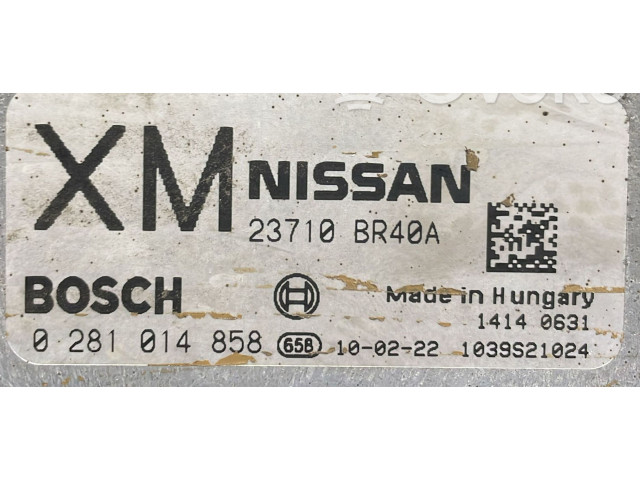 XM NISSAN
23710 BR40A
BOSCH
Made in Hungary
1414 0631
0 281 014 858 658 10-02-22 1039S21024